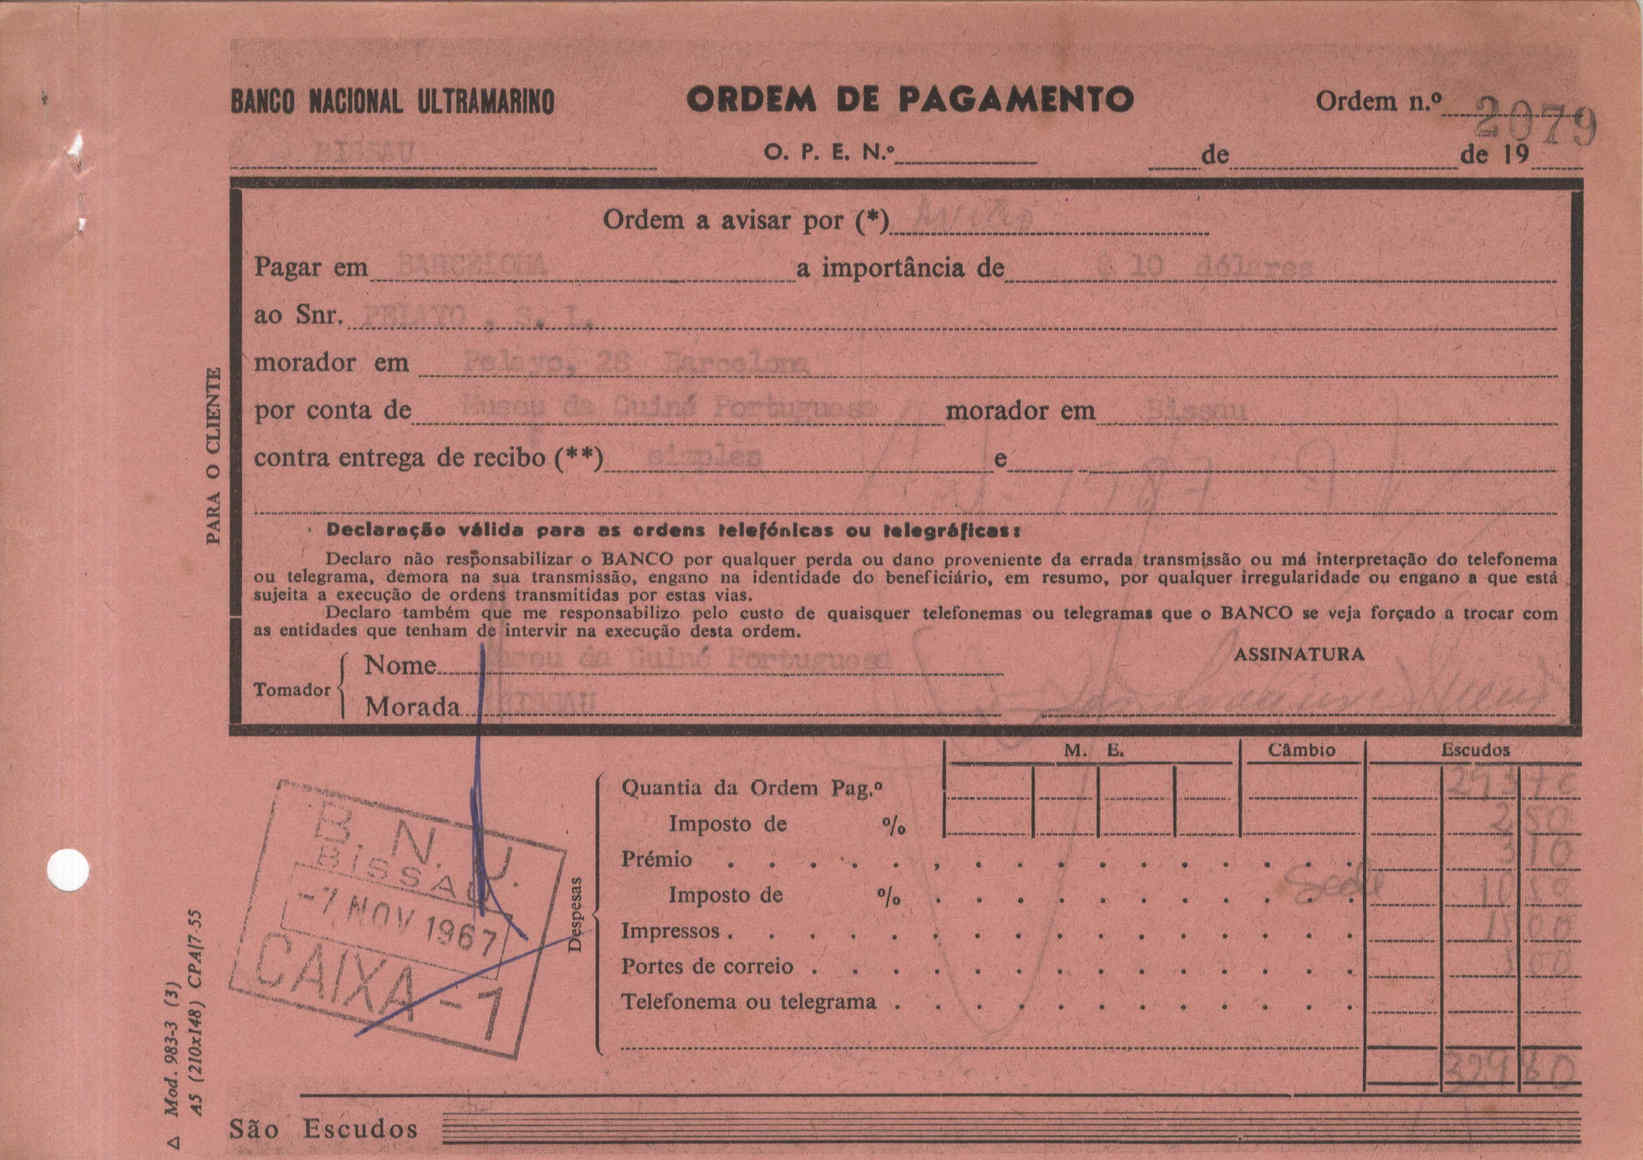 BANCO NACIONAL ULTRAMARINO
ORDEM DE PAGAMENTO
Ordem n.º 2079
BISSAU
O. P. E. N.º
de de 19
Ordem a avisar por (*)
Pagar em BARCELONA a importância de $ 10 dólares
ao Snr. PELAYO , S. L.
morador em Pelayo, 28 Barcelona
por conta de Museu da Guiné Portuguesa morador em Bissau
contra entrega de recibo (**) simples e
Declaração válida para as ordens telefónicas ou telegráficas:
Declaro não responsabilizar o BANCO por qualquer perda ou dano proveniente da errada transmissão ou má interpretação do telefonema
ou telegrama, demora na sua transmissão, engano na identidade do beneficiário, em resumo, por qualquer irregularidade ou engano a que está
sujeita a execução de ordens transmitidas por estas vias.
Declaro também que me responsabilizo pelo custo de quaisquer telefonemas ou telegramas que o BANCO se veja forçado a trocar com
as entidades que tenham de intervir na execução desta ordem.
Tomador
Nome Museu da Guiné Portuguesa
Morada BISSAU
ASSINATURA
PARA O CLIENTE
M. E. Câmbio Escudos
Despesas
Quantia da Ordem Pag.º
Imposto de % 2 50
Prémio 3 10
Imposto de % Sede
Impressos
Portes de correio
Telefonema ou telegrama
B. N. U.
BISSAU
-7 NOV 1967
CAIXA - 1
São Escudos
Mod. 983-3 (3)
A5 (210x148) CPA|7-55